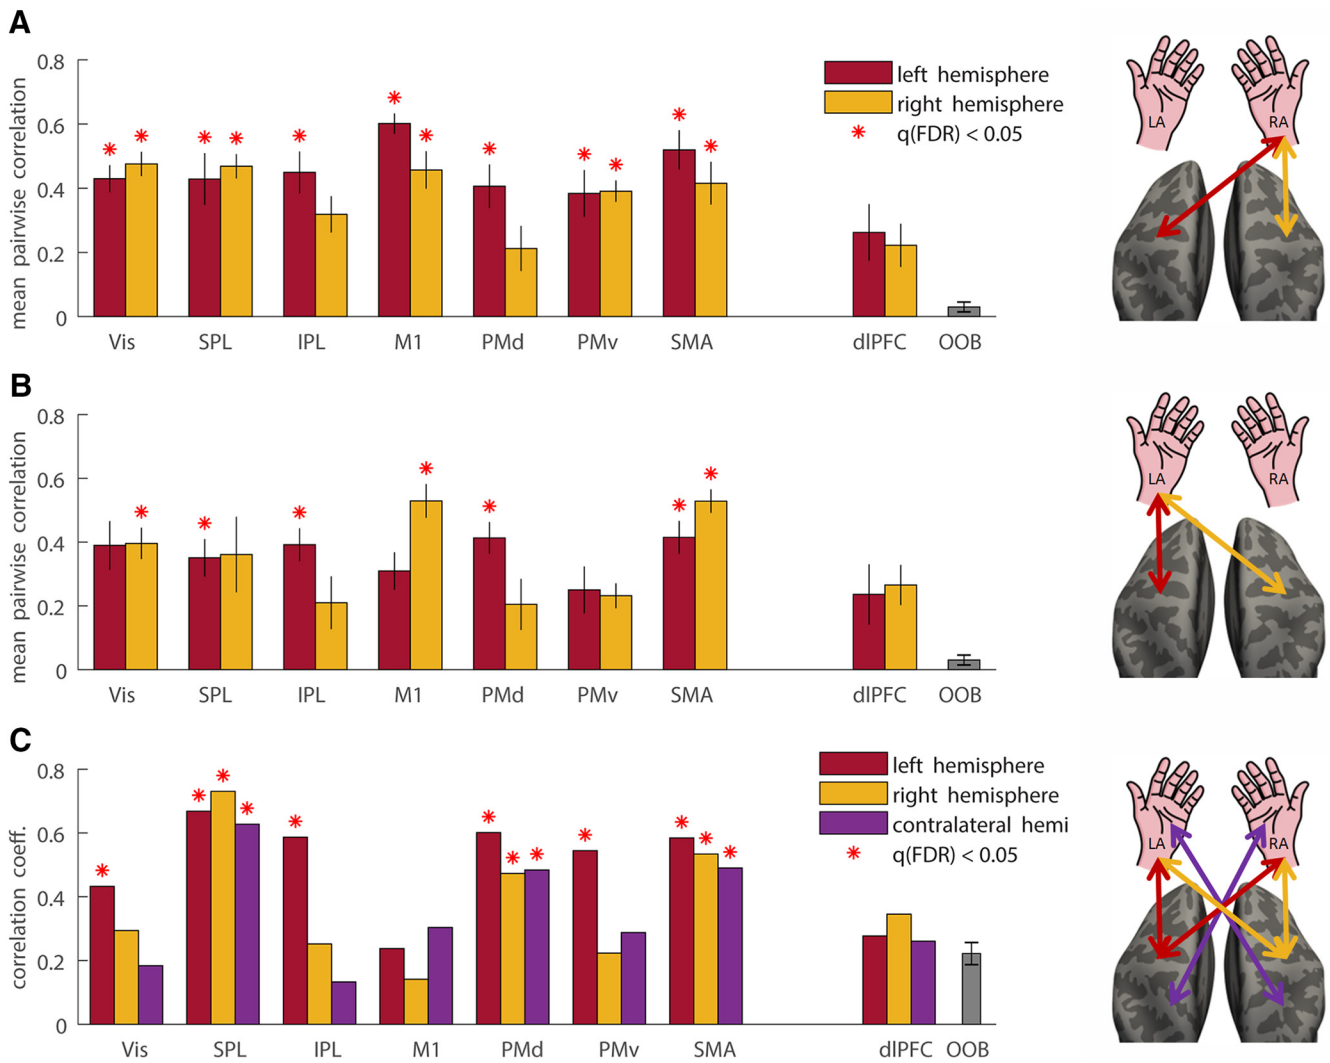 A
mean pairwise correlation
0.8
0.6
0.4
0.2
0
left hemisphere
right hemisphere
* q(FDR) < 0.05
Vis SPL IPL M1 PMd PMv SMA dlPFC OOB
LA RA
B
mean pairwise correlation
0.8
0.6
0.4
0.2
0
Vis SPL IPL M1 PMd PMv SMA dlPFC OOB
LA RA
C
correlation coeff.
0.8
0.6
0.4
0.2
0
left hemisphere
right hemisphere
contralateral hemi
* q(FDR) < 0.05
Vis SPL IPL M1 PMd PMv SMA dlPFC OOB
LA RA